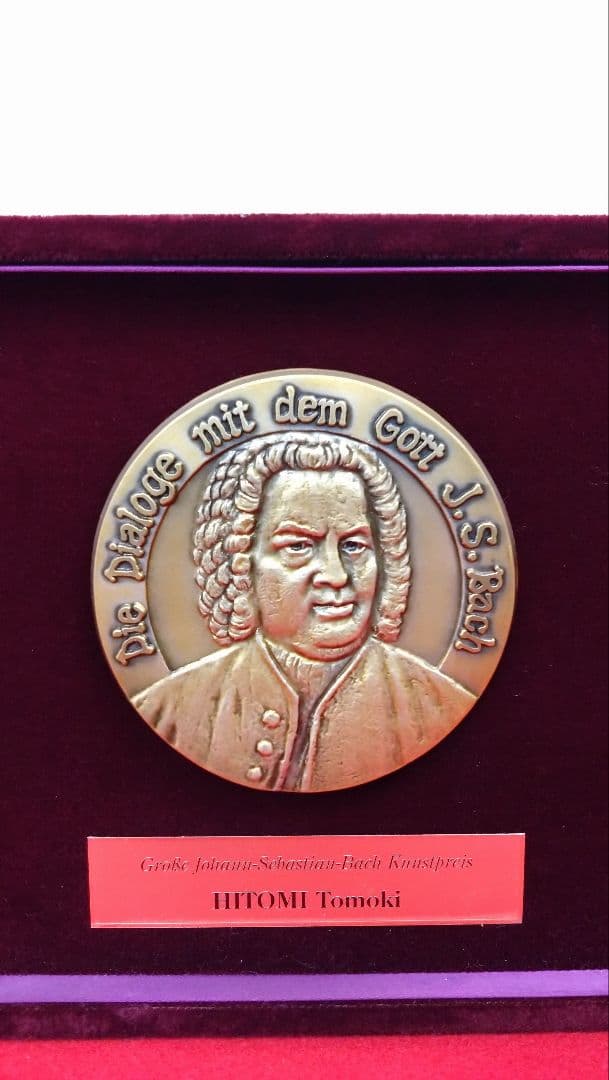 Die Dialoge mit dem Gott J.S.Bach
Große Johann-Sebastian-Bach Kunstpreis
HITOMI Tomoki